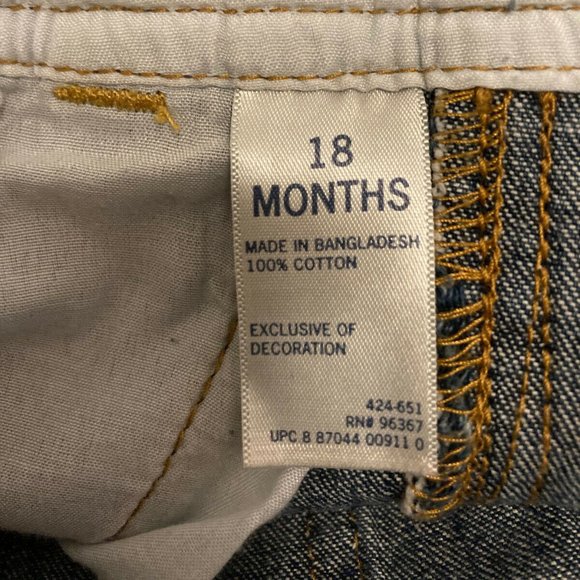 18
MONTHS
MADE IN BANGLADESH
100% COTTON
EXCLUSIVE OF
DECORATION
424-651
RN# 96367
UPC 8 87044 00911 0